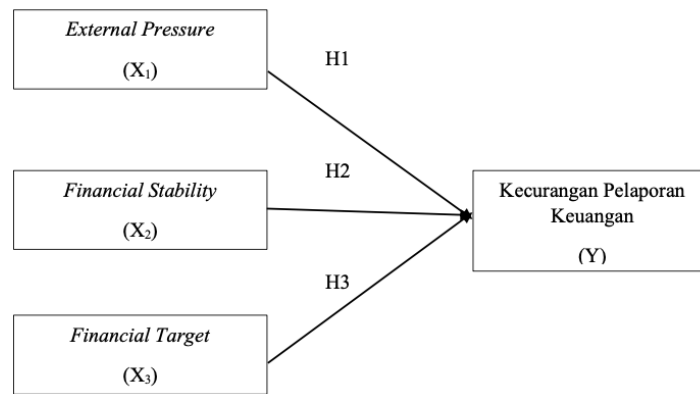 External Pressure
(X₁)
H1
Financial Stability
(X₂)
H2
Kecurangan Pelaporan
Keuangan
(Y)
H3
Financial Target
(X₃)